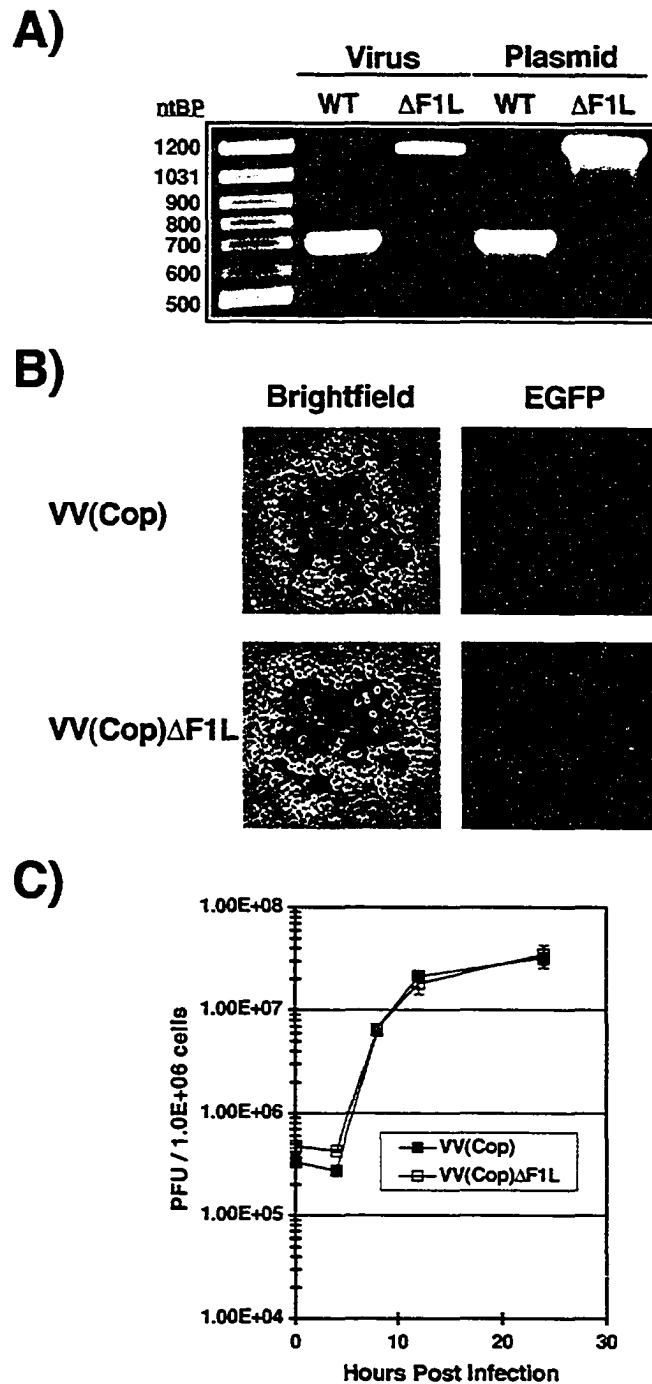 A)
Virus Plasmid
ntBP WT ΔF1L WT ΔF1L
1200
1031
900
800
700
600
500
B)
Brightfield EGFP
VV(Cop)
VV(Cop)ΔF1L
C)
1.00E+08
1.00E+07
1.00E+06
1.00E+05
1.00E+04
PFU / 1.0E+06 cells
VV(Cop)
VV(Cop)ΔF1L
0 10 20 30
Hours Post Infection